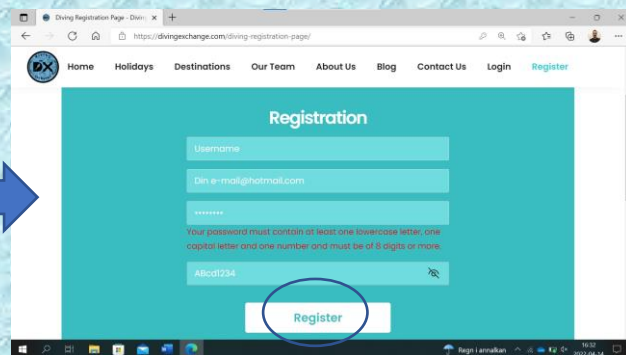 Diving Registration Page - Divin
https://divingexchange.com/diving-registration-page/
DX
Home Holidays Destinations Our Team About Us Blog Contact Us Login Register
Registration
Username
Din e-mail@hotmail.com
••••••••
Your password must contain at least one lowercase letter, one
capital letter and one number and must be of 8 digits or more.
ABcd1234
Register
Regn i annalkan
16:32
2022-04-14